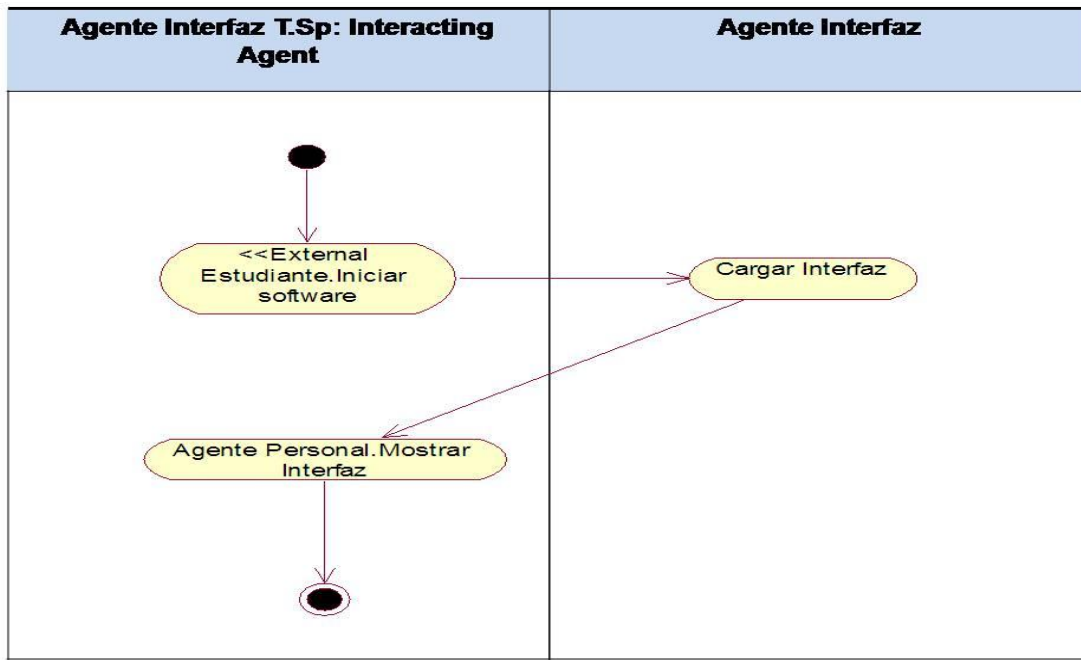 Agente Interfaz T.Sp: Interacting
Agent
Agente Interfaz
<<External
Estudiante.Iniciar
software
Cargar Interfaz
Agente Personal.Mostrar
Interfaz